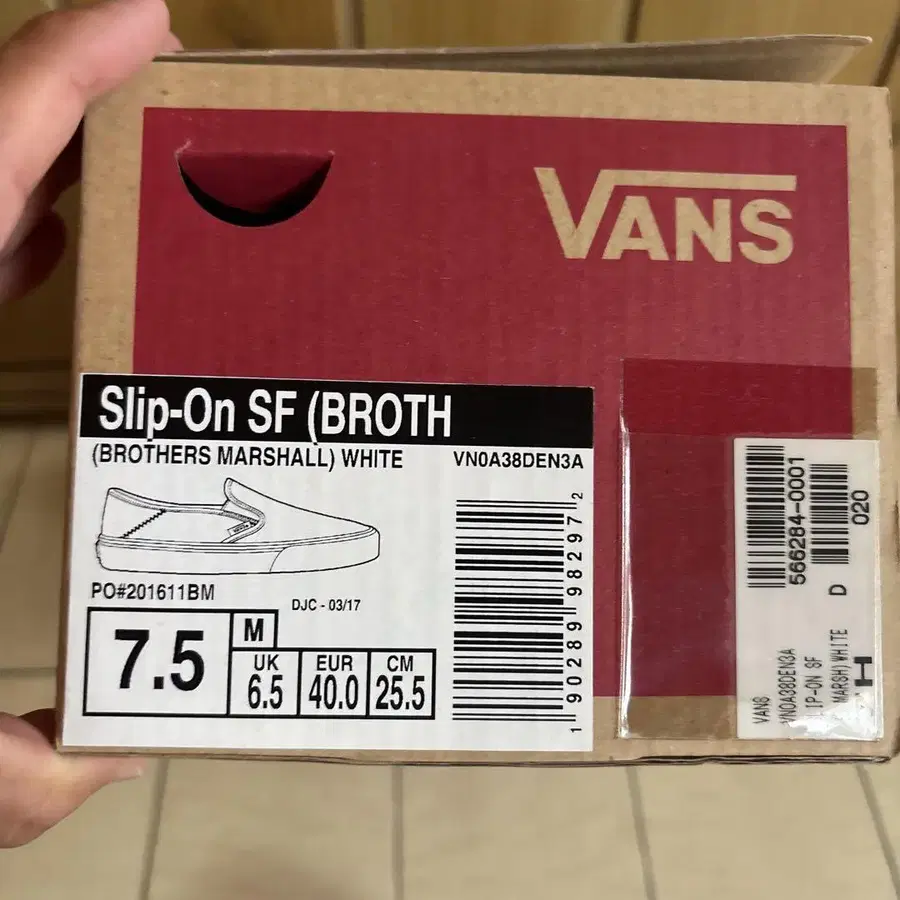 VANS
Slip-On SF (BROTH
(BROTHERS MARSHALL) WHITE VN0A38DEN3A
PO#201611BM
DJC - 03/17
7.5
M
UK
6.5
EUR
40.0
CM
25.5
1 90289 98297 2
566284-0001
D 020
VANS
VN0A38DEN3A
LIP-ON SF
MARSH)WHITE
H